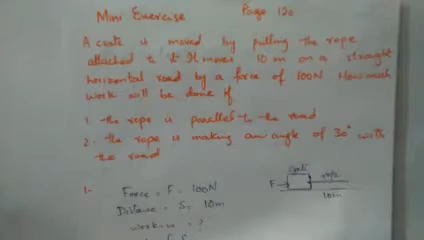 Mini Exercise Page 120
A crate is moved by pulling the rope
attached to it. It moves 10 m on a straight
horizontal road by a force of 100N. How much
work will be done if
1. the rope is parallel to the road
2. the rope is making an angle of 30° with
the road
crate rope
F
10m
1- Force = F = 100N
Distance = S = 10m
work = w = ?